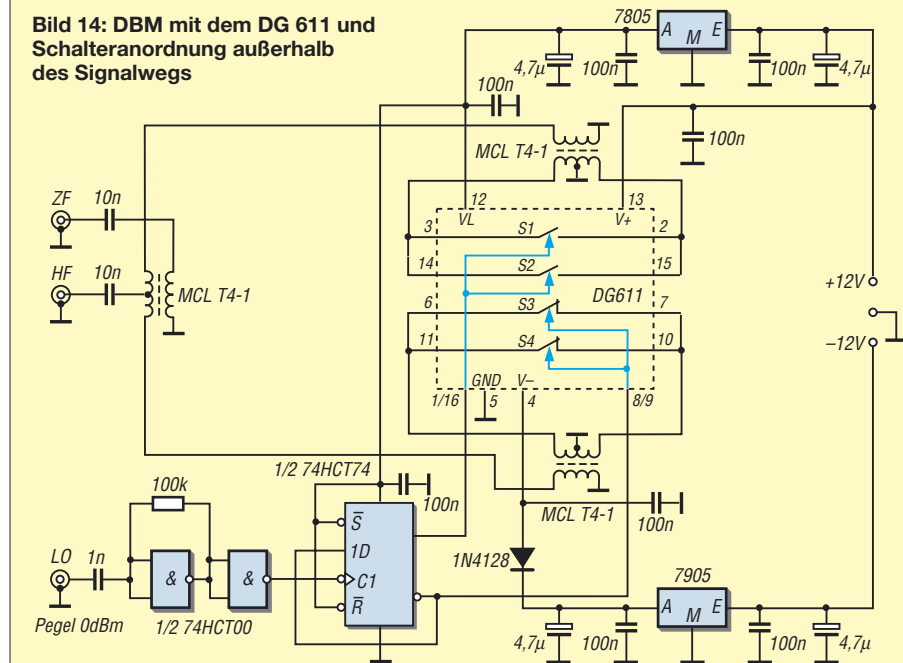 Bild 14: DBM mit dem DG 611 und
Schalteranordnung außerhalb
des Signalwegs
7805
A M E
4,7µ
100n
100n
4,7µ
100n
MCL T4-1
100n
ZF
10n
HF
10n
MCL T4-1
12
VL
13
V+
3
S1
2
14
S2
15
DG611
6
S3
7
11
S4
10
GND
V–
1/16
5
4
8/9
+12V
–12V
1/2 74HCT74
100n
MCL T4-1
100n
100k
LO
1n
&
&
S
1D
C1
R
1N4128
Pegel 0dBm
1/2 74HCT00
7905
A M E
4,7µ
100n
100n
4,7µ